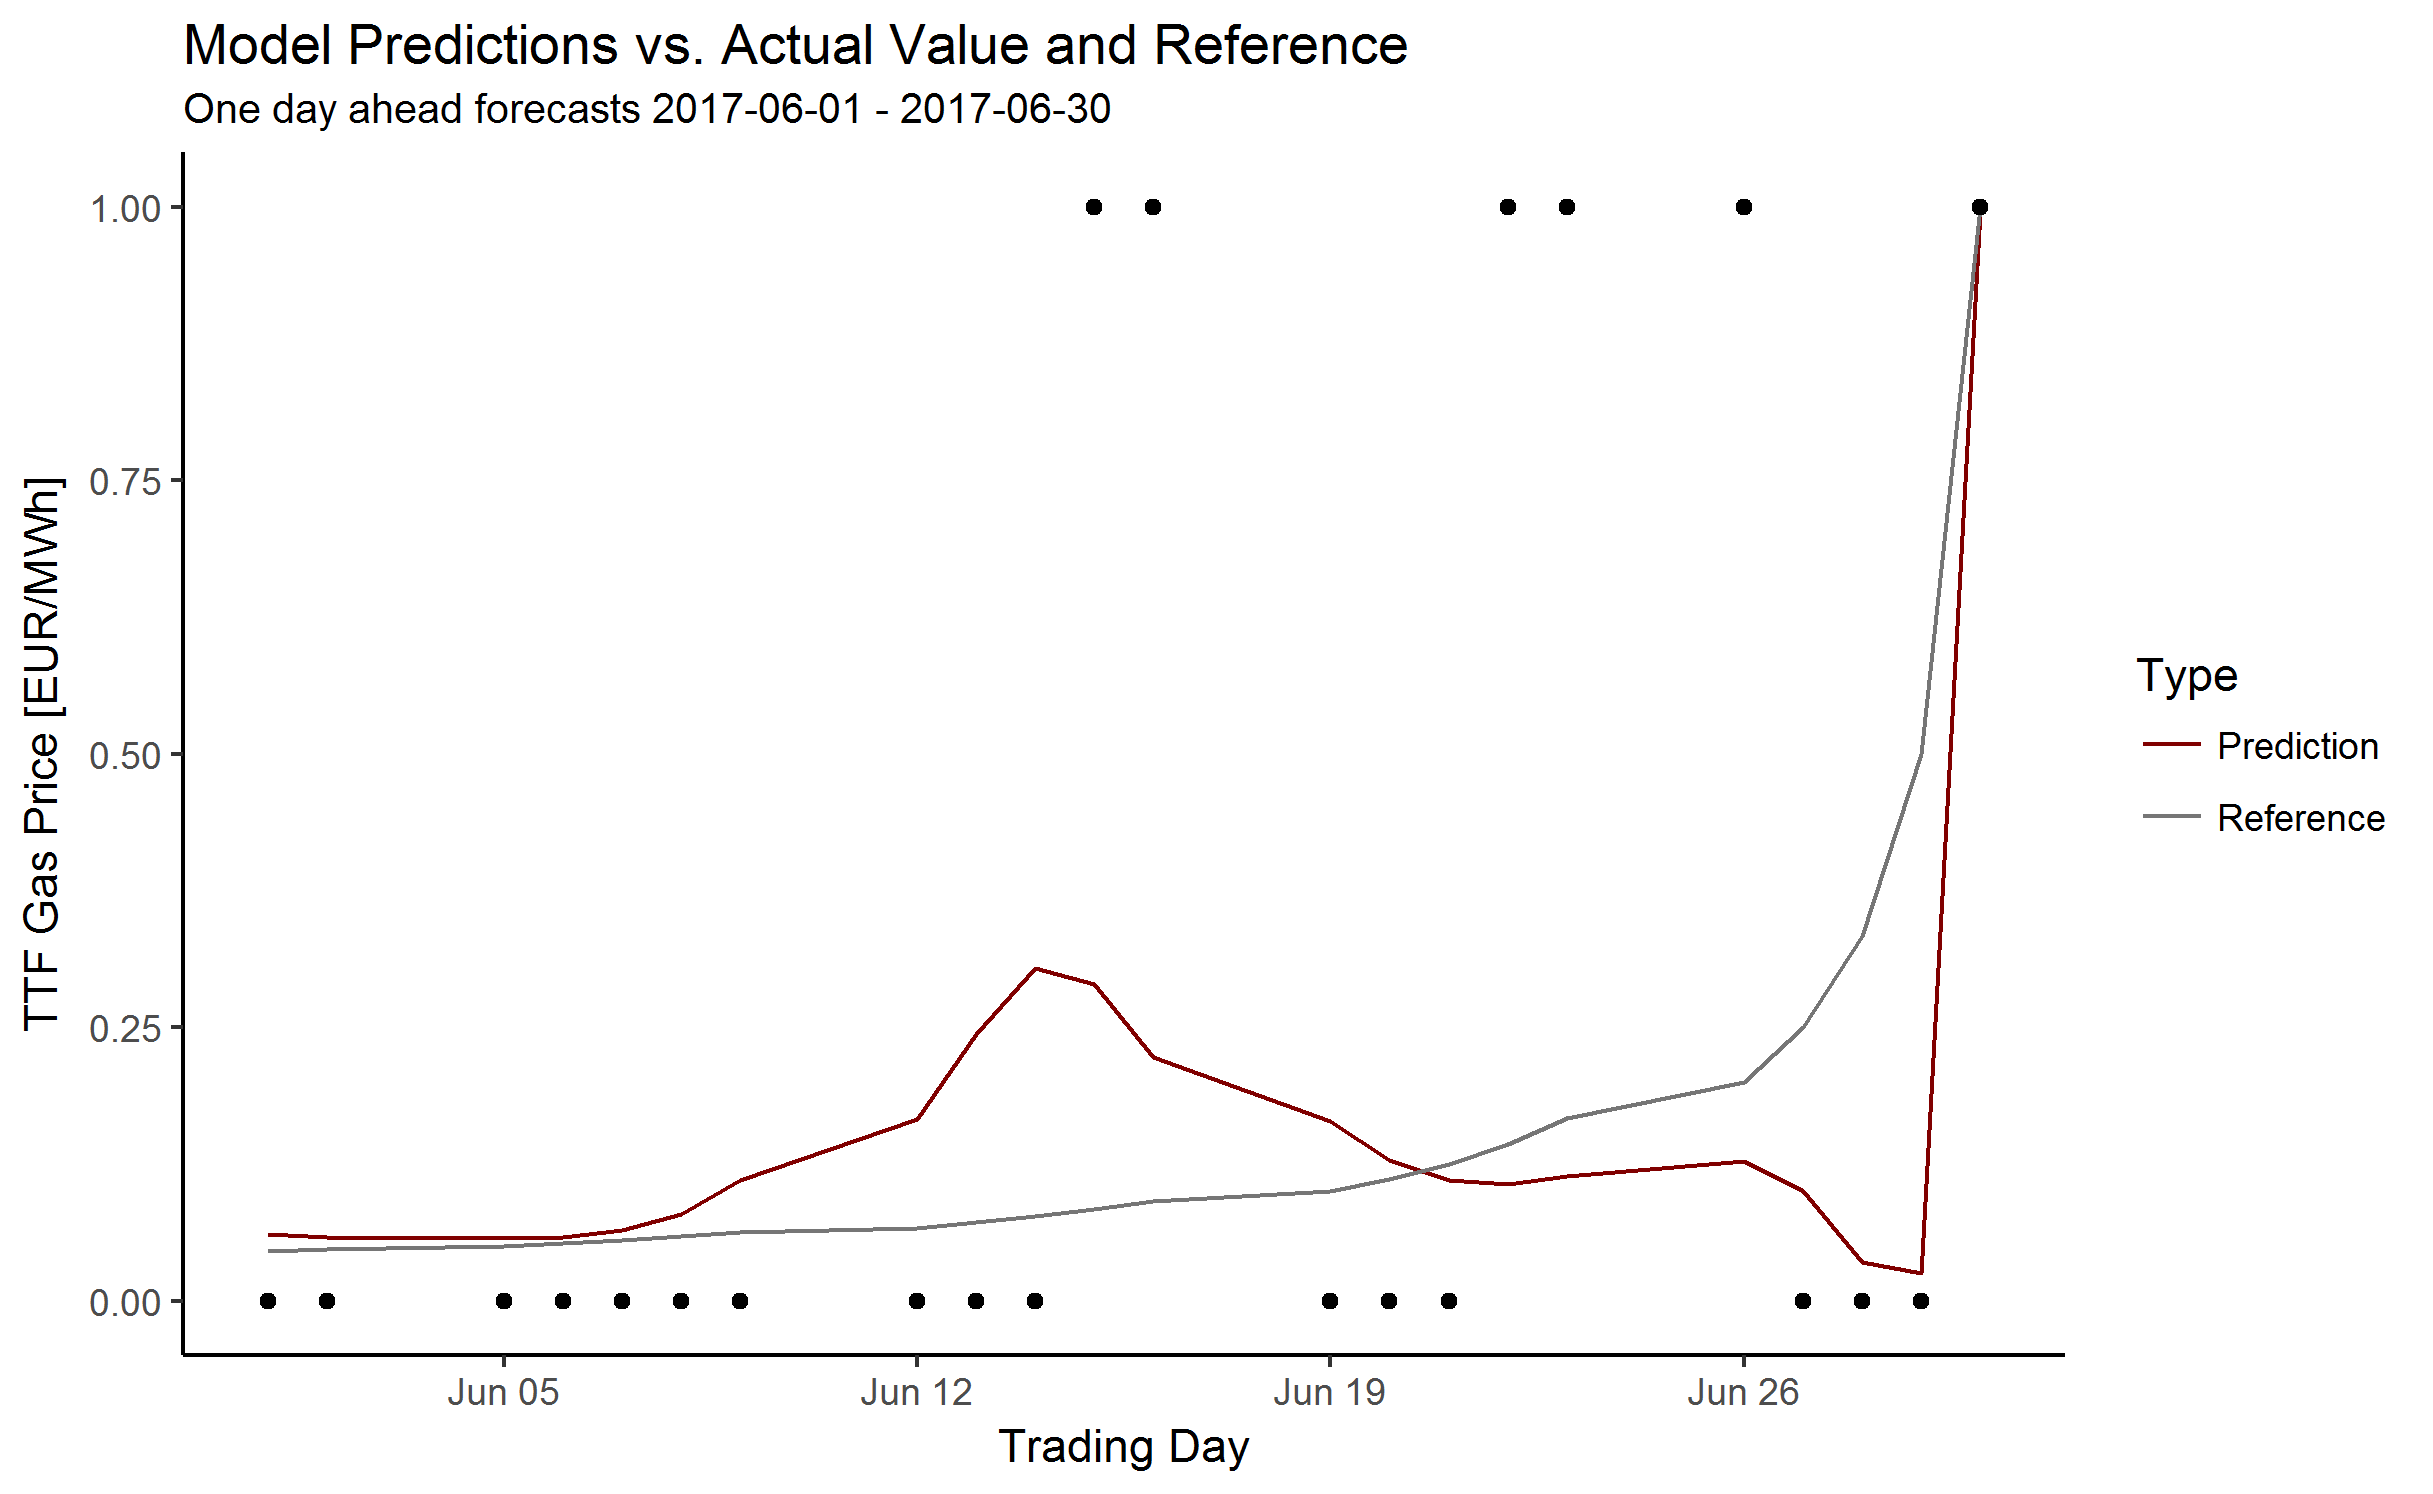 Model Predictions vs. Actual Value and Reference
One day ahead forecasts 2017-06-01 - 2017-06-30
TTF Gas Price [EUR/MWh]
1.00
0.75
0.50
0.25
0.00
Jun 05
Jun 12
Jun 19
Jun 26
Trading Day
Type
Prediction
Reference